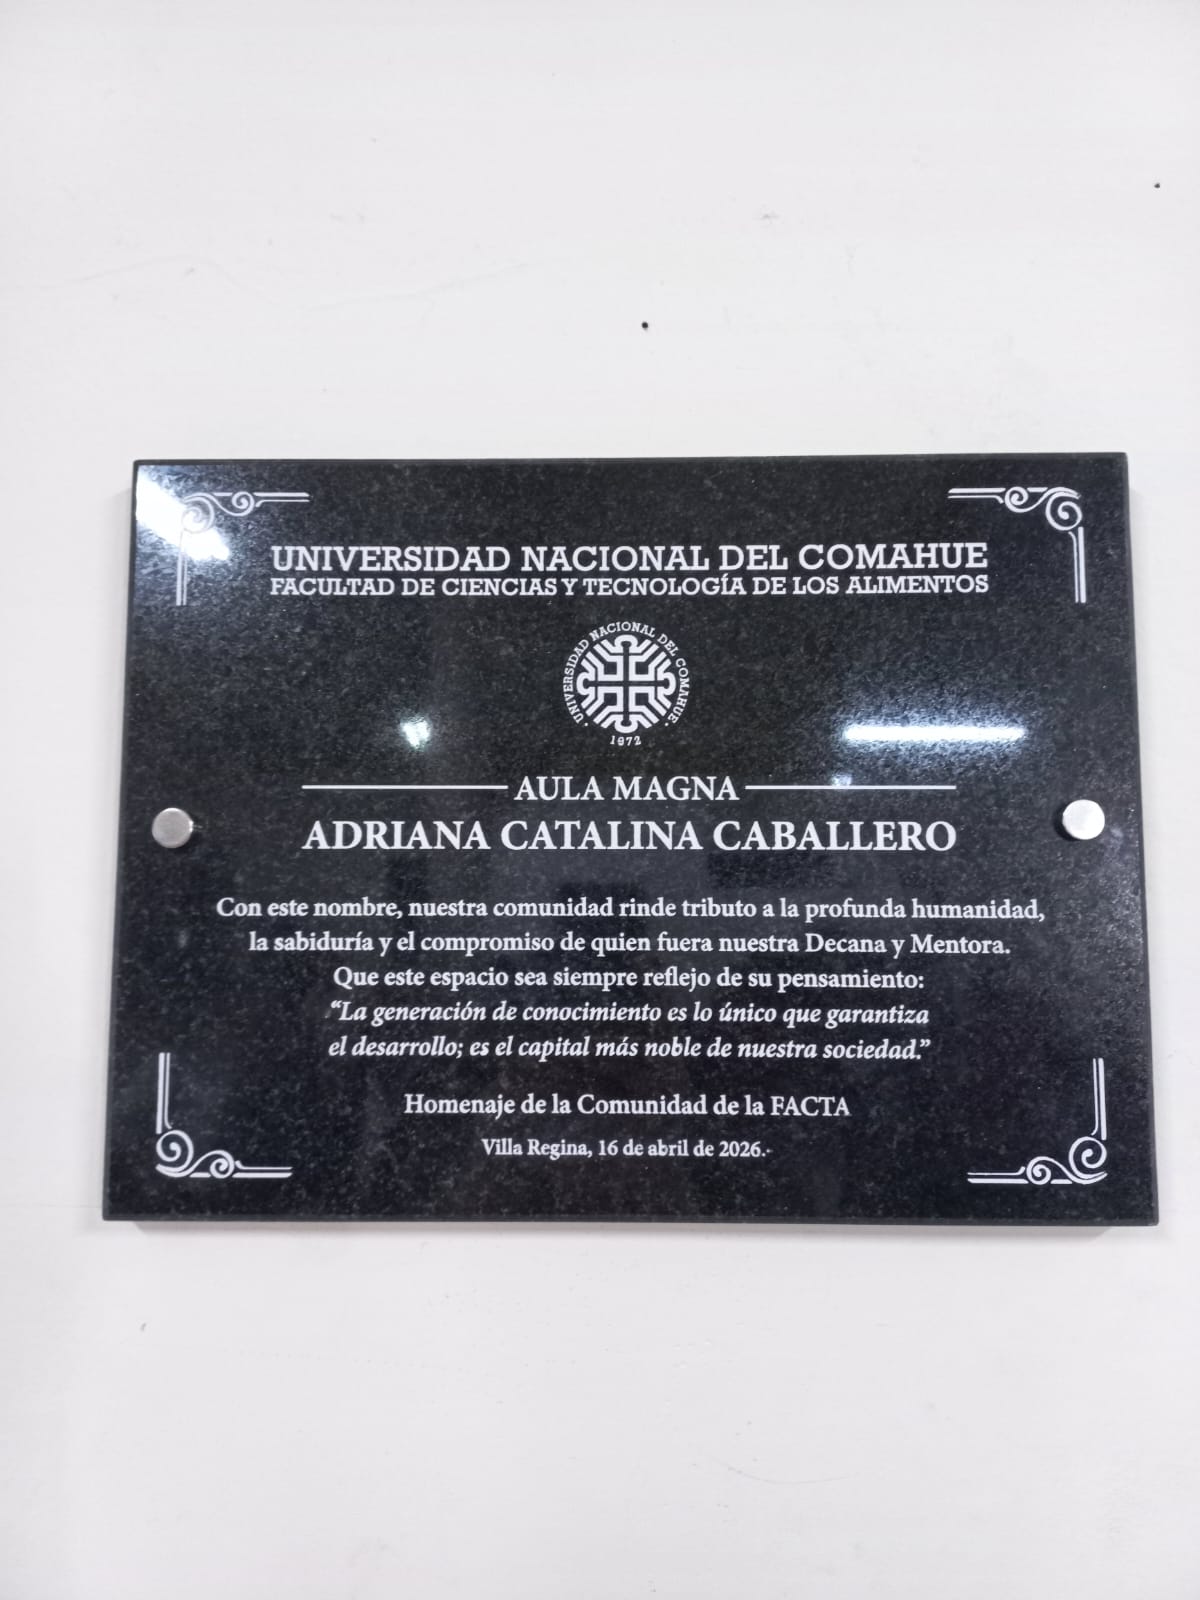 UNIVERSIDAD NACIONAL DEL COMAHUE
FACULTAD DE CIENCIAS Y TECNOLOGÍA DE LOS ALIMENTOS
UNIVERSIDAD NACIONAL DEL COMAHUE
1972
AULA MAGNA
ADRIANA CATALINA CABALLERO
Con este nombre, nuestra comunidad rinde tributo a la profunda humanidad,
la sabiduría y el compromiso de quien fuera nuestra Decana y Mentora.
Que este espacio sea siempre reflejo de su pensamiento:
“La generación de conocimiento es lo único que garantiza
el desarrollo; es el capital más noble de nuestra sociedad.”
Homenaje de la Comunidad de la FACTA
Villa Regina, 16 de abril de 2026.-